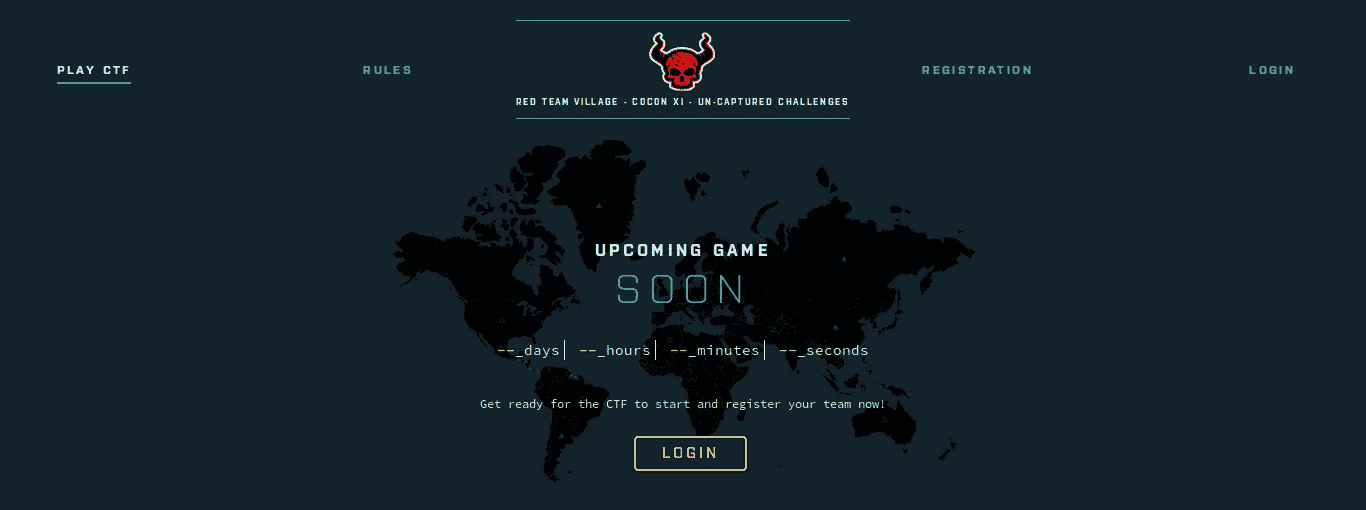 PLAY CTF
RULES
RED TEAM VILLAGE - COCON XI - UN-CAPTURED CHALLENGES
REGISTRATION
LOGIN
UPCOMING GAME
SOON
--_days
--_hours
--_minutes
--_seconds
Get ready for the CTF to start and register your team now!
LOGIN